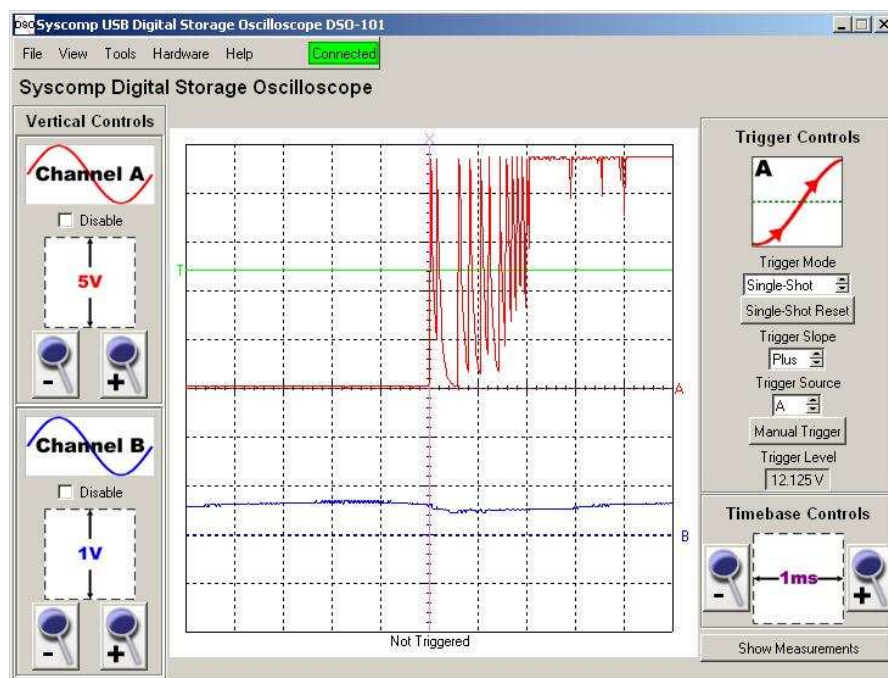 DSO Syscomp USB Digital Storage Oscilloscope DSO-101
File View Tools Hardware Help Connected
Syscomp Digital Storage Oscilloscope
Vertical Controls
Channel A
Disable
5V
-
+
Channel B
Disable
1V
-
+
X
T
A
B
Not Triggered
Trigger Controls
A
Trigger Mode
Single-Shot
Single-Shot Reset
Trigger Slope
Plus
Trigger Source
A
Manual Trigger
Trigger Level
12.125 V
Timebase Controls
-
1ms
+
Show Measurements